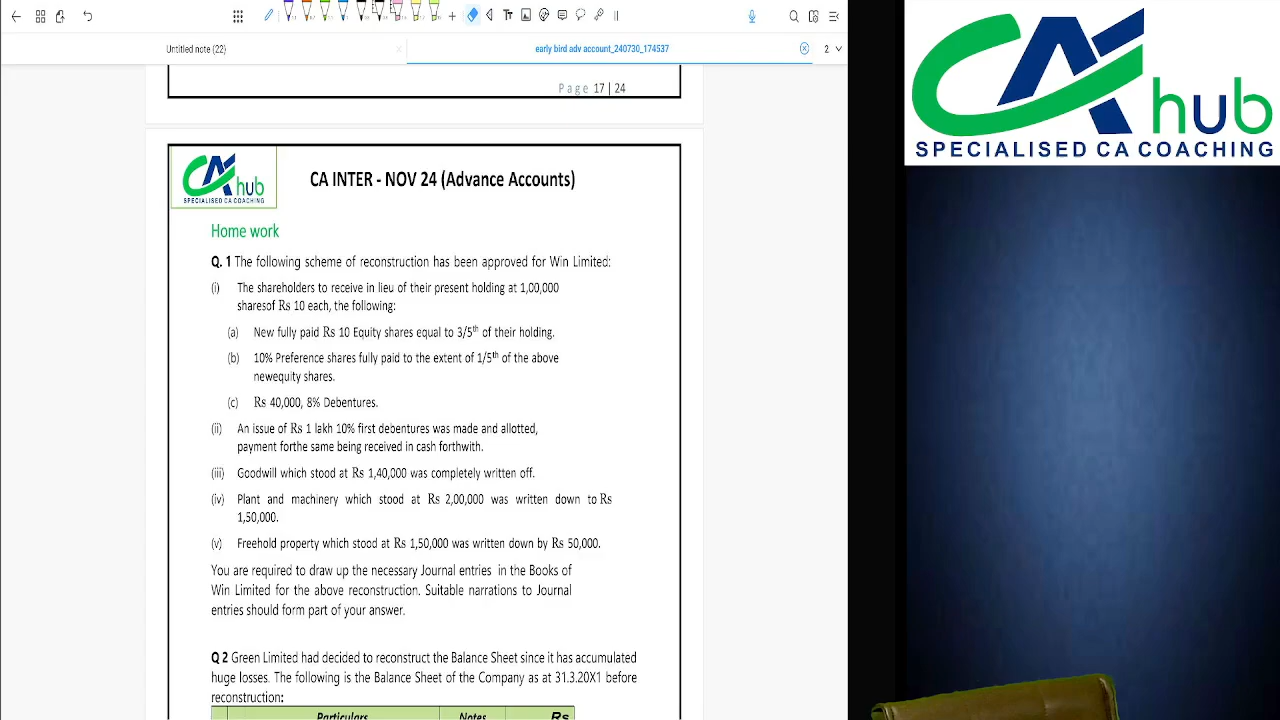 Untitled note (22)
early bird adv account_240730_174537
2
Page 17 | 24
CA hub
SPECIALISED CA COACHING
CA INTER - NOV 24 (Advance Accounts)
Home work
Q. 1 The following scheme of reconstruction has been approved for Win Limited:
(i) The shareholders to receive in lieu of their present holding at 1,00,000
sharesof Rs 10 each, the following:
(a) New fully paid Rs 10 Equity shares equal to 3/5th of their holding.
(b) 10% Preference shares fully paid to the extent of 1/5th of the above
newequity shares.
(c) Rs 40,000, 8% Debentures.
(ii) An issue of Rs 1 lakh 10% first debentures was made and allotted,
payment forthe same being received in cash forthwith.
(iii) Goodwill which stood at Rs 1,40,000 was completely written off.
(iv) Plant and machinery which stood at Rs 2,00,000 was written down to Rs
1,50,000.
(v) Freehold property which stood at Rs 1,50,000 was written down by Rs 50,000.
You are required to draw up the necessary Journal entries in the Books of
Win Limited for the above reconstruction. Suitable narrations to Journal
entries should form part of your answer.
Q 2 Green Limited had decided to reconstruct the Balance Sheet since it has accumulated
huge losses. The following is the Balance Sheet of the Company as at 31.3.20X1 before
reconstruction:
Particulars Notes Rs
CA hub
SPECIALISED CA COACHING